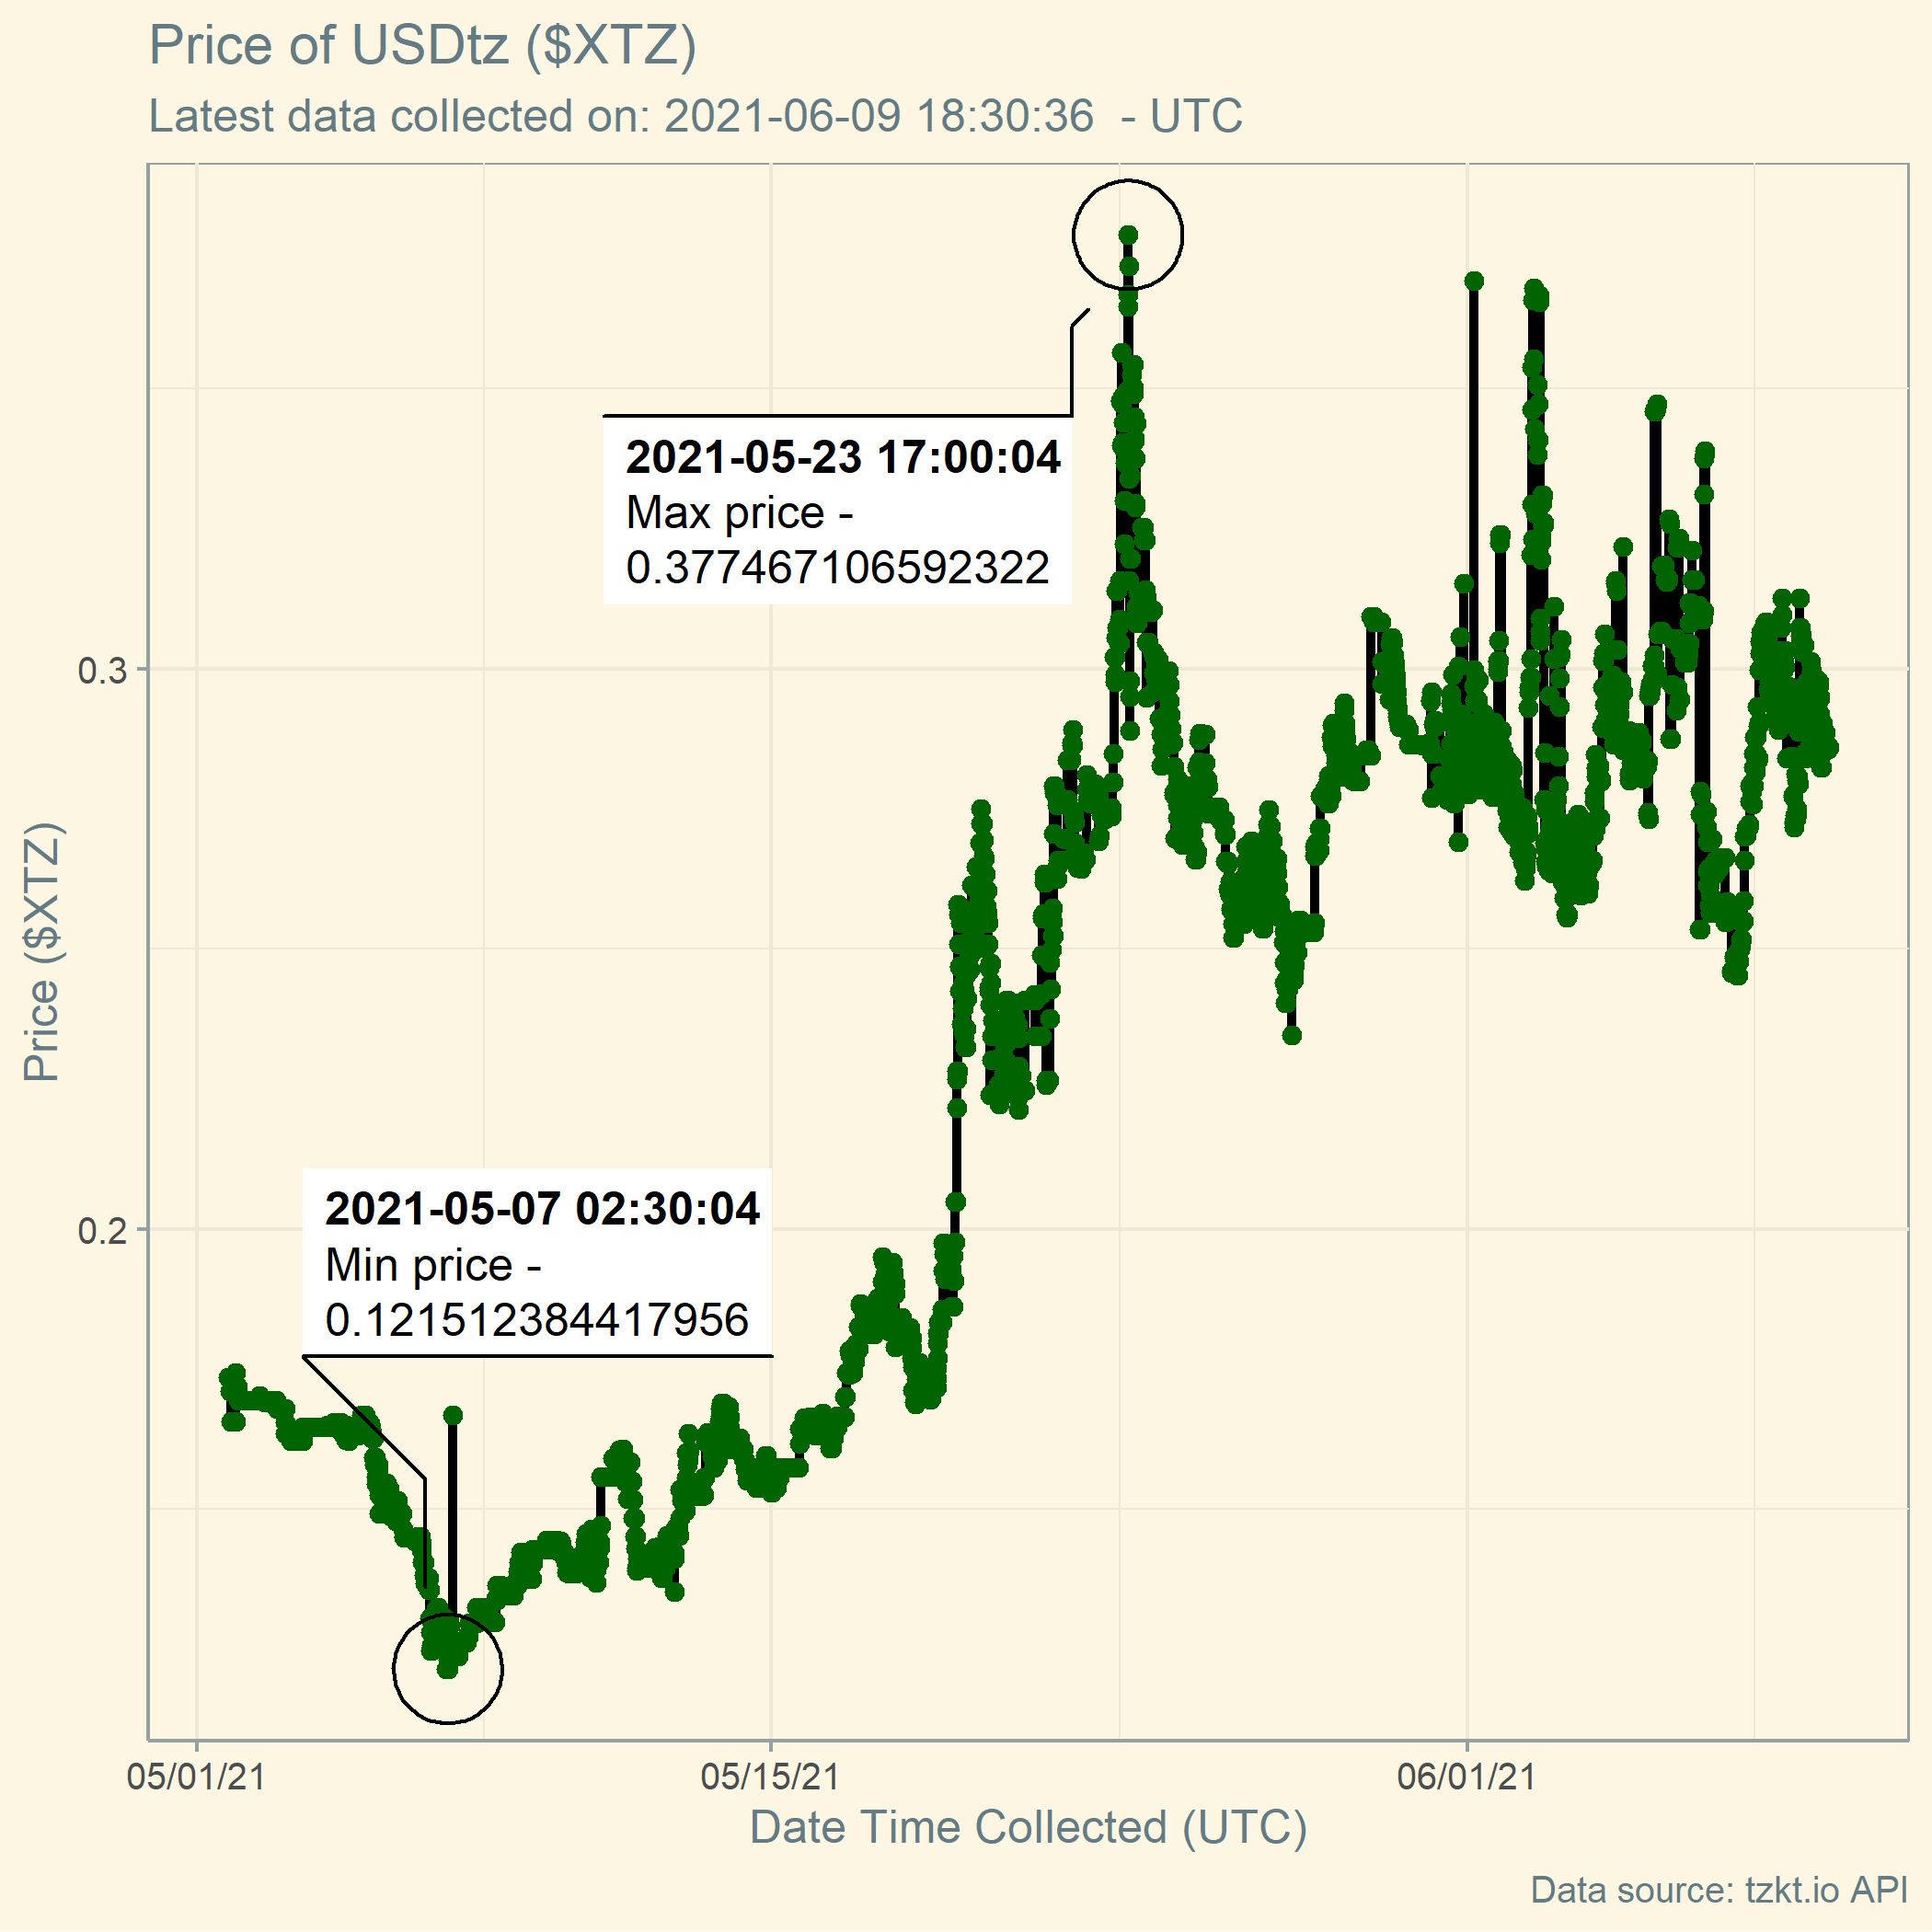 Price of USDtz ($XTZ)
Latest data collected on: 2021-06-09 18:30:36  - UTC
2021-05-23 17:00:04
Max price -
0.377467106592322
0.3
Price ($XTZ)
0.2
2021-05-07 02:30:04
Min price -
0.121512384417956
05/01/21
05/15/21
06/01/21
Date Time Collected (UTC)
Data source: tzkt.io API